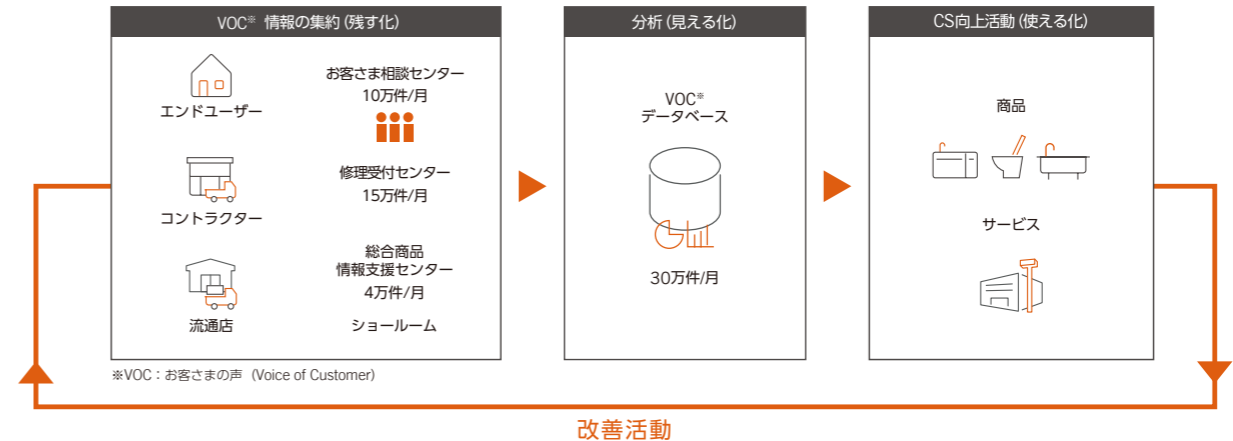 VOC※ 情報の集約（残す化）
エンドユーザー
お客さま相談センター
10万件/月
コントラクター
修理受付センター
15万件/月
流通店
総合商品
情報支援センター
4万件/月
ショールーム
分析（見える化）
VOC※
データベース
30万件/月
CS向上活動（使える化）
商品
サービス
※VOC：お客さまの声（Voice of Customer）
改善活動